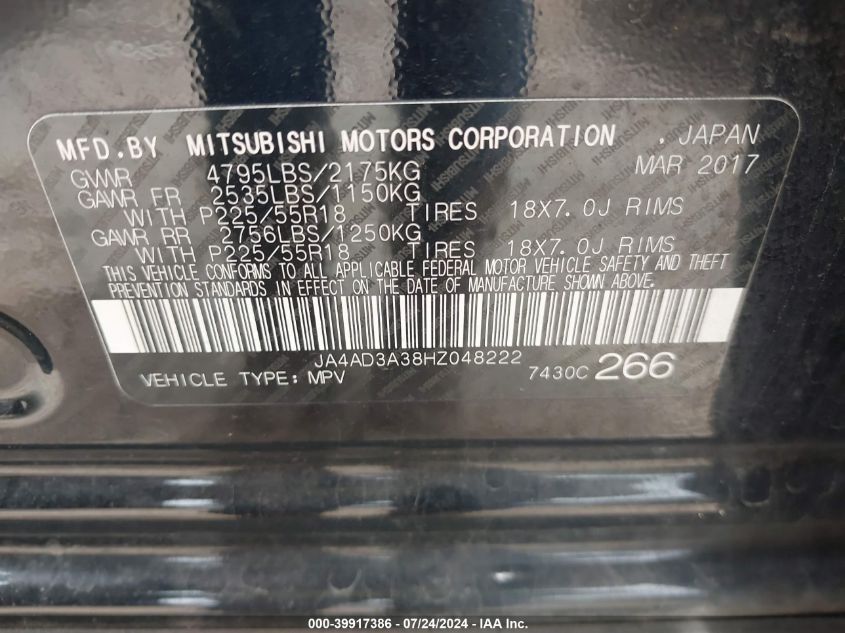 MFD.BY MITSUBISHI MOTORS CORPORATION . JAPAN
GVWR 4795LBS/2175KG MAR 2017
GAWR FR 2535LBS/1150KG
WITH P225/55R18 TIRES 18X7.0J RIMS
GAWR RR 2756LBS/1250KG
WITH P225/55R18 TIRES 18X7.0J RIMS
THIS VEHICLE CONFORMS TO ALL APPLICABLE FEDERAL MOTOR VEHICLE SAFETY AND THEFT
PREVENTION STANDARDS IN EFFECT ON THE DATE OF MANUFACTURE SHOWN ABOVE.
JA4AD3A38HZ048222
VEHICLE TYPE: MPV 7430C 266
000-39917386 - 07/24/2024 - IAA Inc.